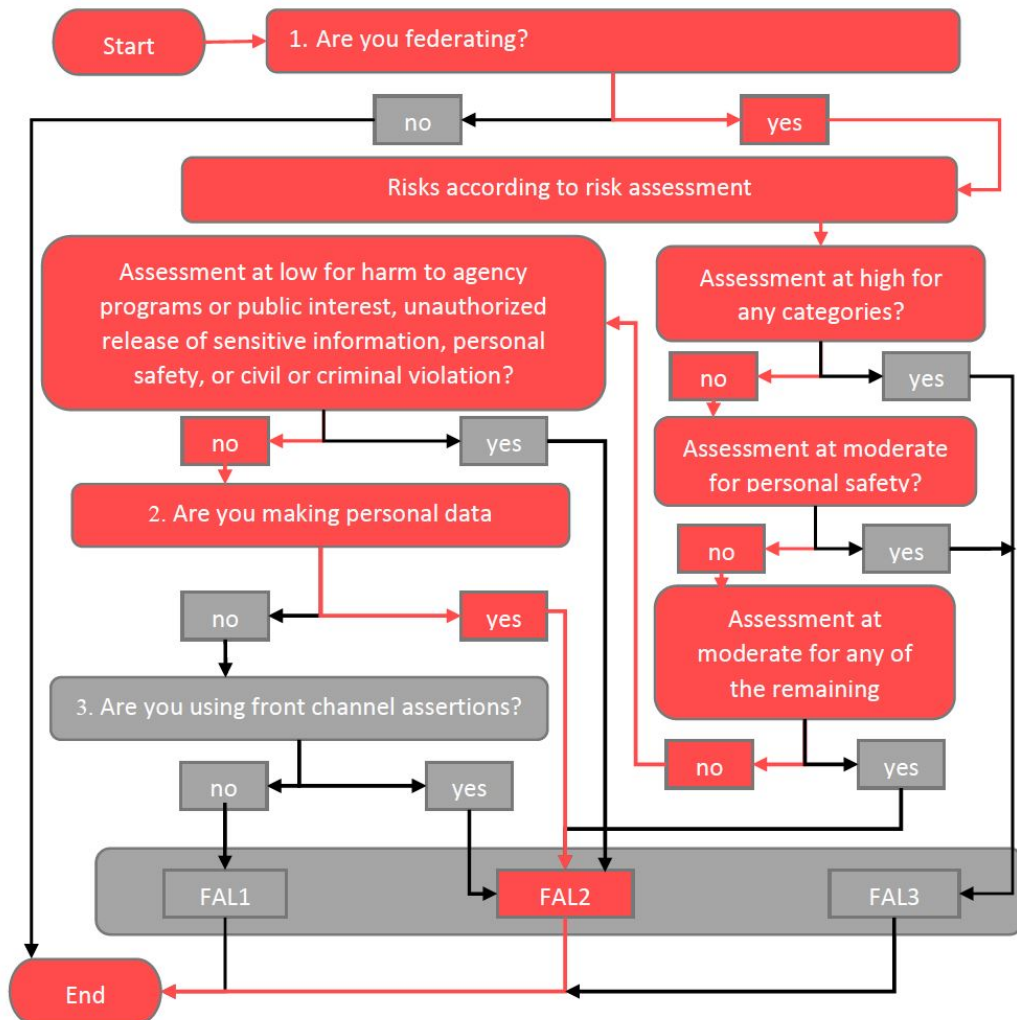 Start
1. Are you federating?
no
yes
Risks according to risk assessment
Assessment at low for harm to agency
programs or public interest, unauthorized
release of sensitive information, personal
safety, or civil or criminal violation?
Assessment at high for
any categories?
no
yes
no
yes
Assessment at moderate
for personal safety?
2. Are you making personal data
no
yes
no
yes
Assessment at
moderate for any of
the remaining
3. Are you using front channel assertions?
no
yes
no
yes
FAL1
FAL2
FAL3
End